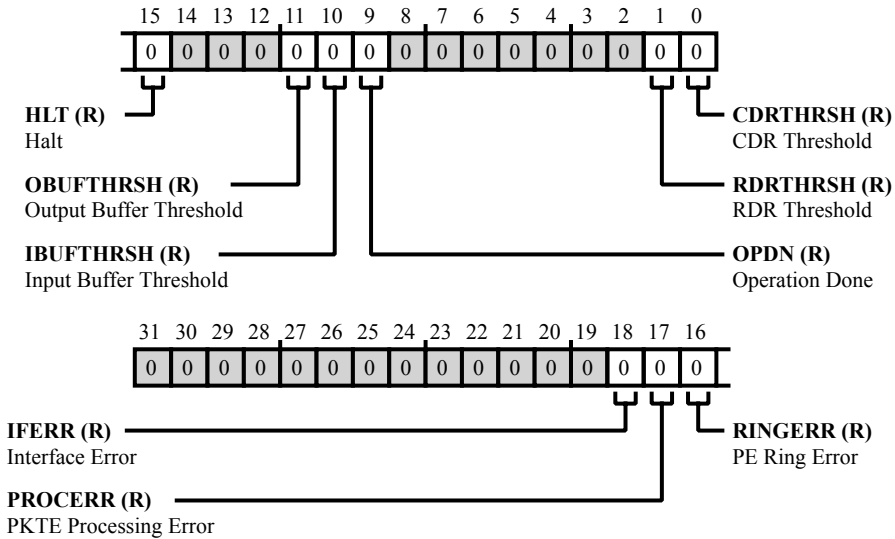 15 14 13 12 11 10 9 8 7 6 5 4 3 2 1 0
0 0 0 0 0 0 0 0 0 0 0 0 0 0 0 0
HLT (R)
Halt
CDRTHRSH (R)
CDR Threshold
OBUFTHRSH (R)
Output Buffer Threshold
RDRTHRSH (R)
RDR Threshold
IBUFTHRSH (R)
Input Buffer Threshold
OPDN (R)
Operation Done
31 30 29 28 27 26 25 24 23 22 21 20 19 18 17 16
0 0 0 0 0 0 0 0 0 0 0 0 0 0 0 0
IFERR (R)
Interface Error
RINGERR (R)
PE Ring Error
PROCERR (R)
PKTE Processing Error